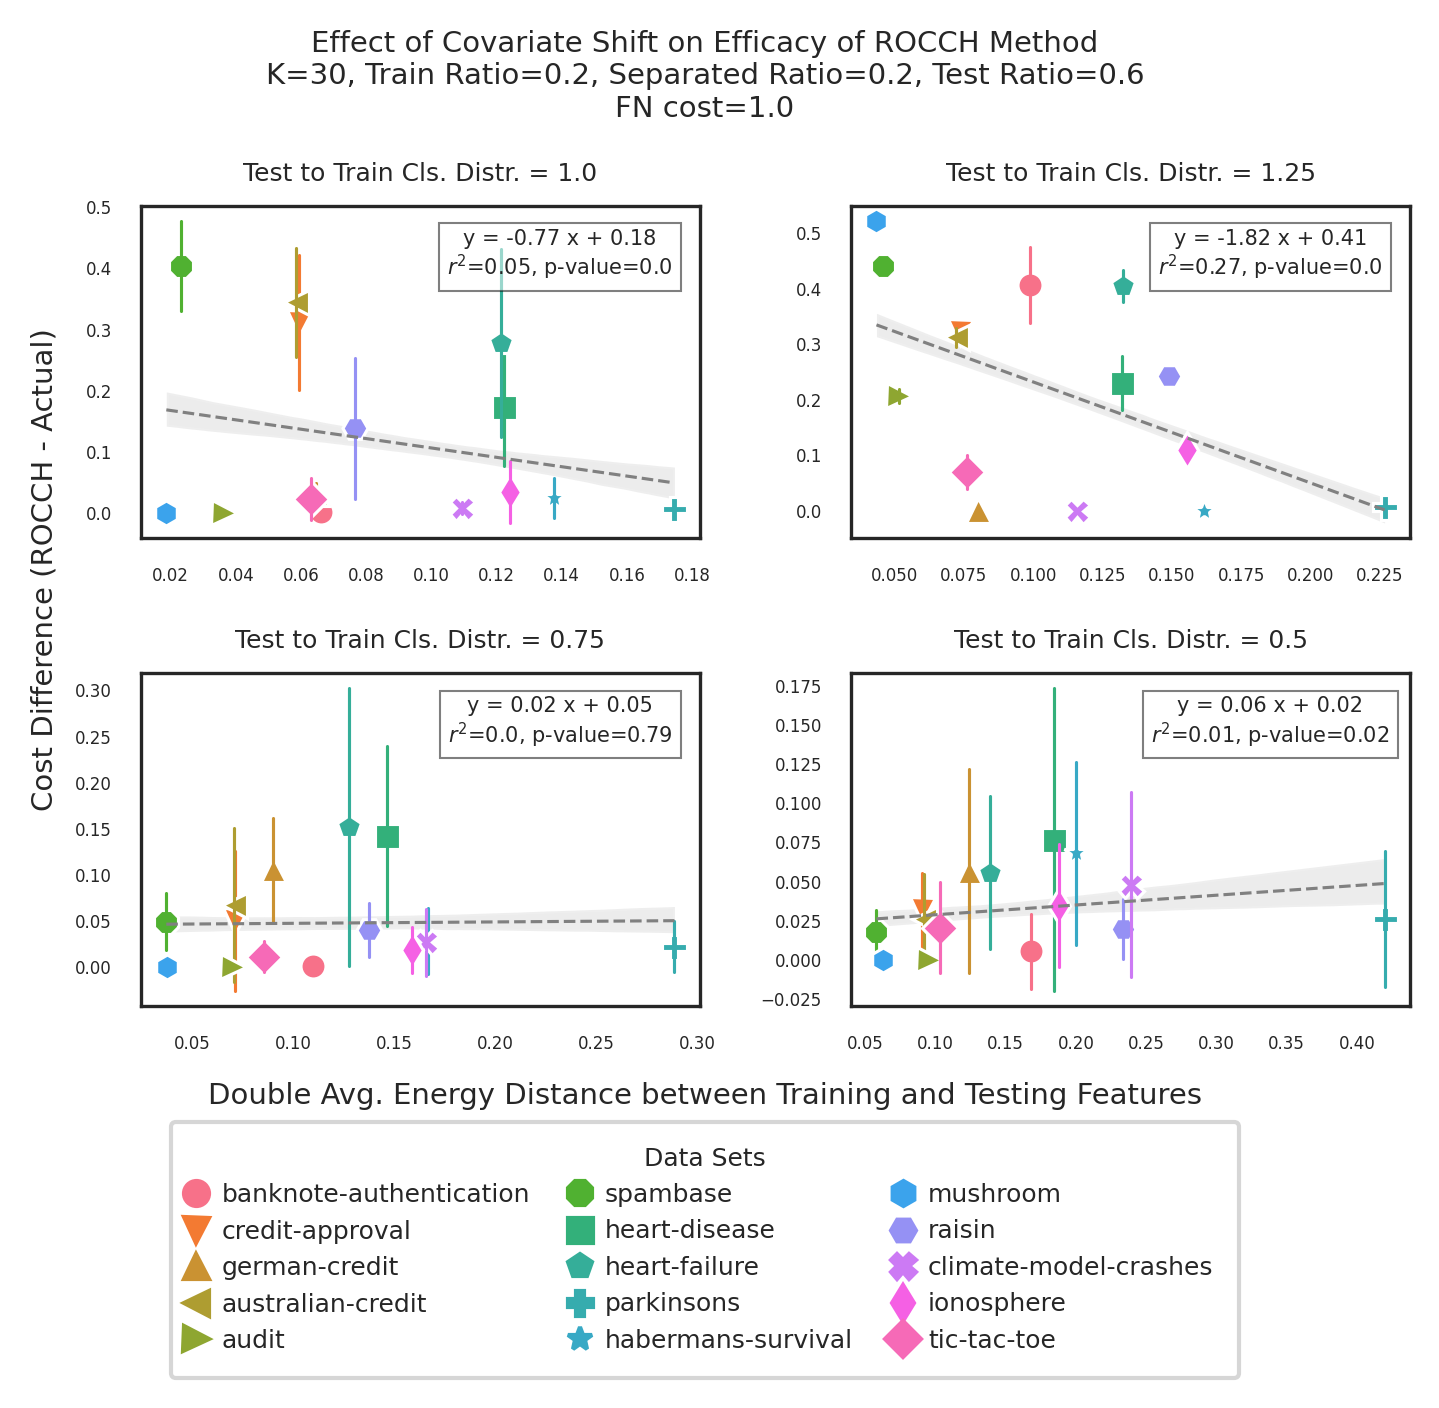 Effect of Covariate Shift on Efficacy of ROCCH Method
K=30, Train Ratio=0.2, Separated Ratio=0.2, Test Ratio=0.6
FN cost=1.0
Cost Difference (ROCCH - Actual)
Test to Train Cls. Distr. = 1.0
y = -0.77 x + 0.18
r²=0.05, p-value=0.0
0.5
0.4
0.3
0.2
0.1
0.0
0.02 0.04 0.06 0.08 0.10 0.12 0.14 0.16 0.18
Test to Train Cls. Distr. = 1.25
y = -1.82 x + 0.41
r²=0.27, p-value=0.0
0.5
0.4
0.3
0.2
0.1
0.0
0.050 0.075 0.100 0.125 0.150 0.175 0.200 0.225
Test to Train Cls. Distr. = 0.75
y = 0.02 x + 0.05
r²=0.0, p-value=0.79
0.30
0.25
0.20
0.15
0.10
0.05
0.00
0.05 0.10 0.15 0.20 0.25 0.30
Test to Train Cls. Distr. = 0.5
y = 0.06 x + 0.02
r²=0.01, p-value=0.02
0.175
0.150
0.125
0.100
0.075
0.050
0.025
0.000
−0.025
0.05 0.10 0.15 0.20 0.25 0.30 0.35 0.40
Double Avg. Energy Distance between Training and Testing Features
Data Sets
banknote-authentication
credit-approval
german-credit
australian-credit
audit
spambase
heart-disease
heart-failure
parkinsons
habermans-survival
mushroom
raisin
climate-model-crashes
ionosphere
tic-tac-toe